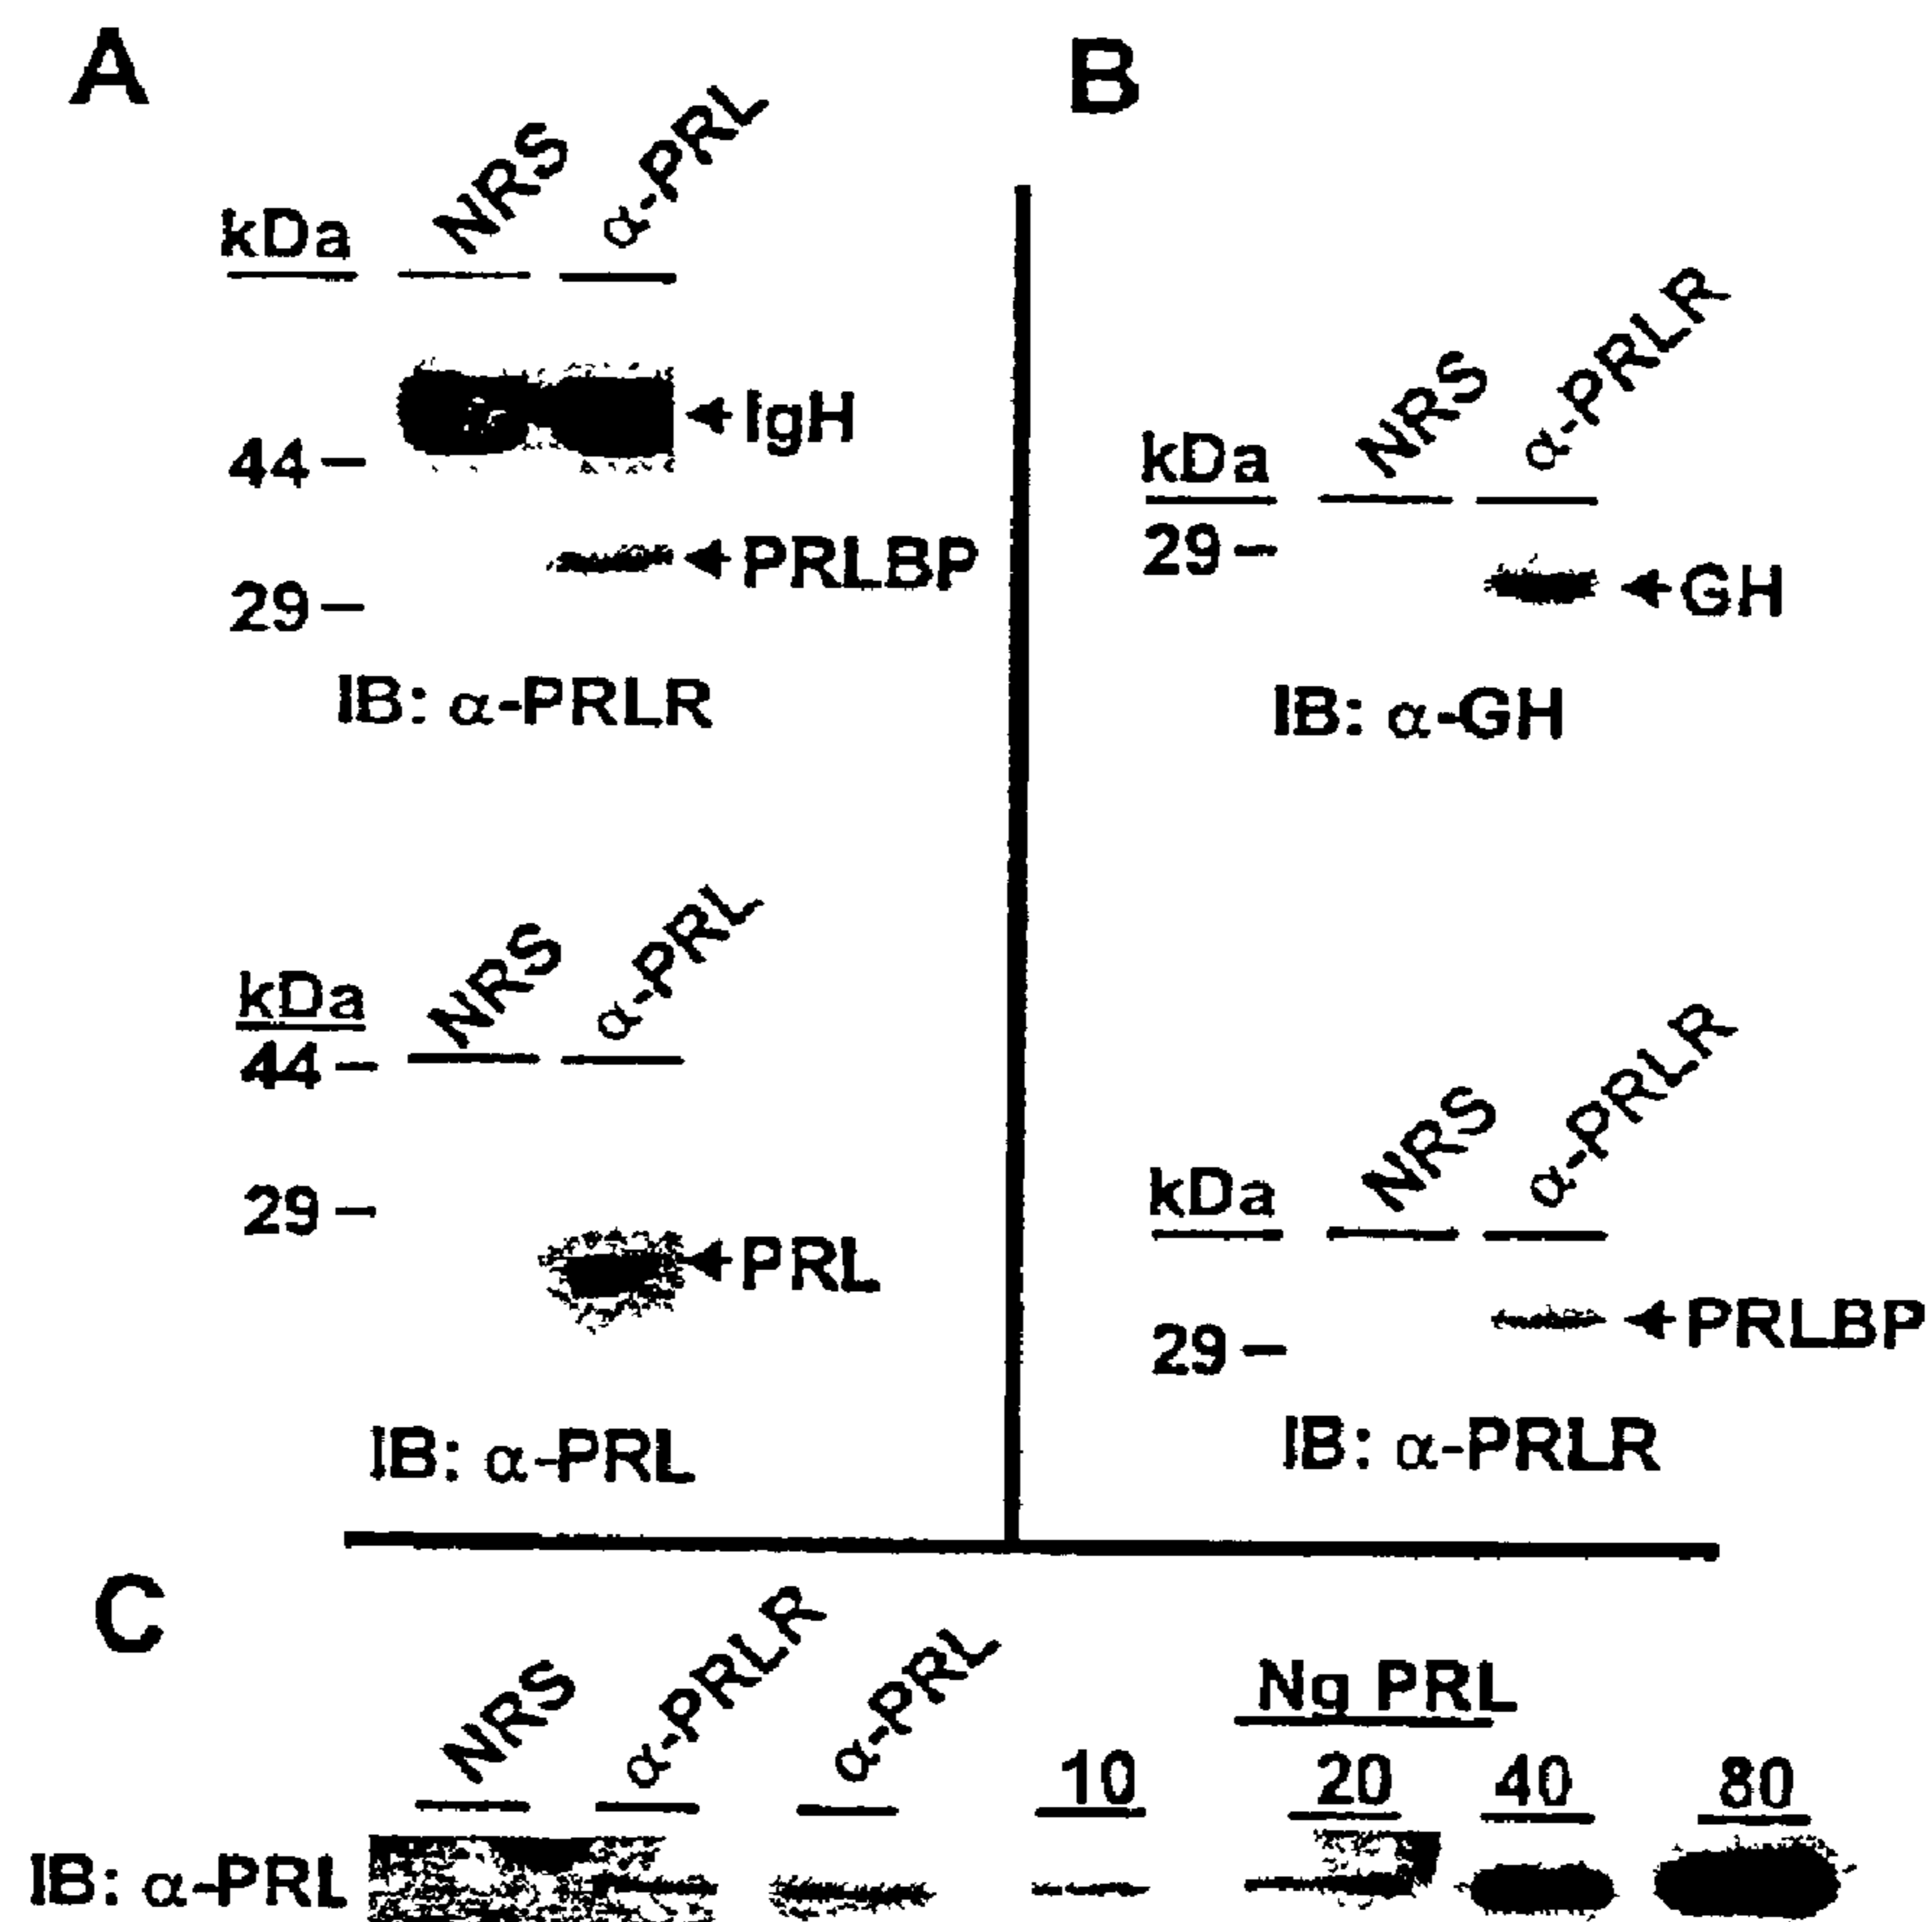 A
NRS α-PRL
kDa
IgH
44
PRLBP
29
IB: α-PRLR
NRS α-PRL
kDa
44
29
PRL
IB: α-PRL
B
NRS α-PRLR
kDa
29
GH
IB: α-GH
NRS α-PRLR
kDa
PRLBP
29
IB: α-PRLR
C
NRS α-PRLR α-PRL
Ng PRL
10 20 40 80
IB: α-PRL